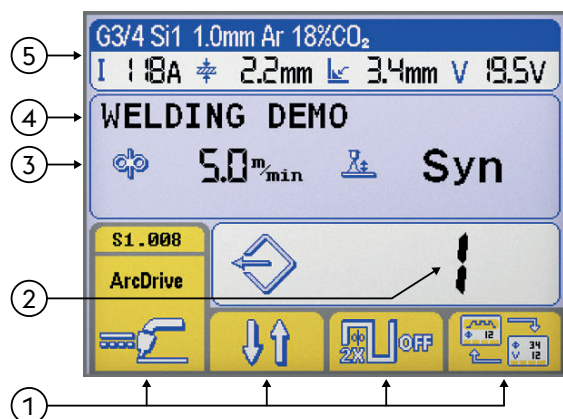 G3/4 Si1 1.0mm Ar 18%CO₂
I 118A 2.2mm 3.4mm V 19.5V
WELDING DEMO
5.0 m/min Syn
S1.008
ArcDrive
1
2X OFF
12
34
V 12
5
4
3
2
1